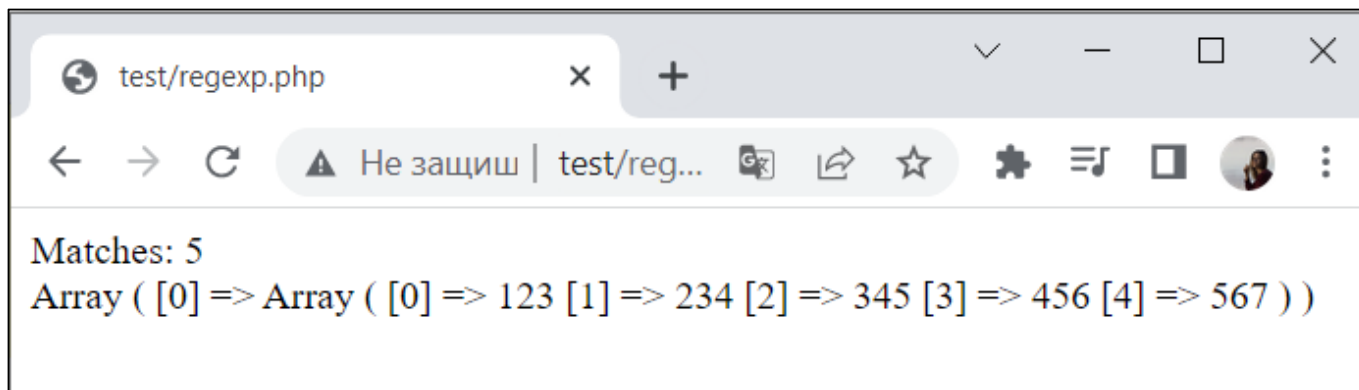 test/regexp.php
Не защиш | test/reg...
Matches: 5
Array ( [0] => Array ( [0] => 123 [1] => 234 [2] => 345 [3] => 456 [4] => 567 ) )